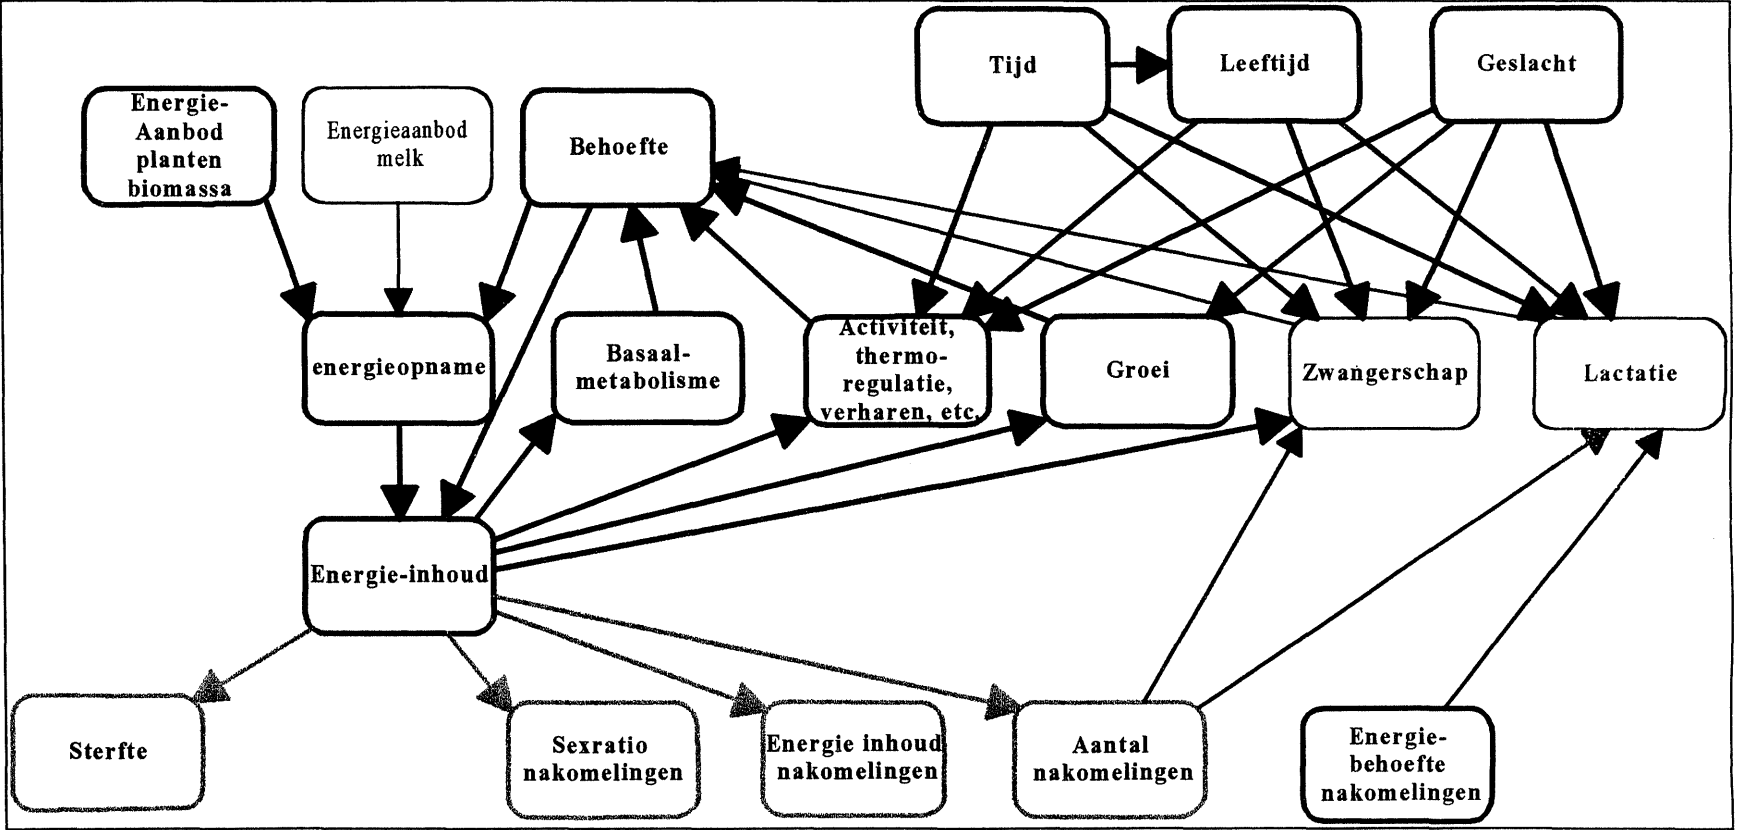 Tijd
Leeftijd
Geslacht
Energie-
Aanbod
planten
biomassa
Energieaanbod
melk
Behoefte
energieopname
Basaal-
metabolisme
Activiteit,
thermo-
regulatie,
verharen, etc.
Groei
Zwangerschap
Lactatie
Energie-inhoud
Sterfte
Sexratio
nakomelingen
Energie inhoud
nakomelingen
Aantal
nakomelingen
Energie-
behoefte
nakomelingen